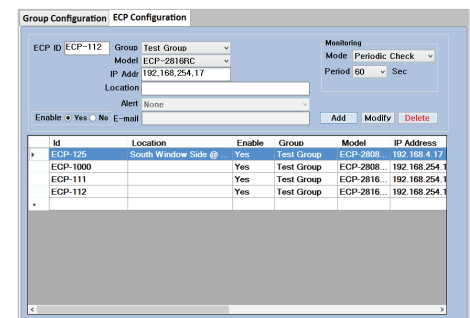 Group Configuration ECP Configuration
ECP ID ECP-112 Group Test Group
Model ECP-2816RC
IP Addr 192,168,254,17
Location
Alert None
Enable Yes No E-mail
Monitoring
Mode Periodic Check
Period 60 Sec
Add Modify Delete
Id Location Enable Group Model IP Address
ECP-125 South Window Side @ ... Yes Test Group ECP-2808... 192.168.4.17
ECP-1000 Yes Test Group ECP-2808... 192.168.254.1
ECP-111 Yes Test Group ECP-2816... 192.168.254.1
ECP-112 Yes Test Group ECP-2816... 192.168.254.1